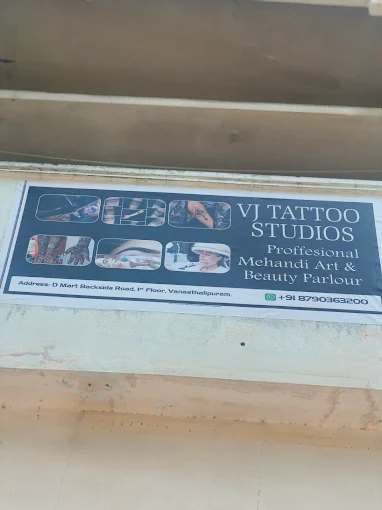 VJ TATTOO
STUDIOS
Proffesional
Mehandi Art &
Beauty Parlour
Address: D Mart Backside Road, 1st Floor, Vanasthalipuram.
+91 8790363200